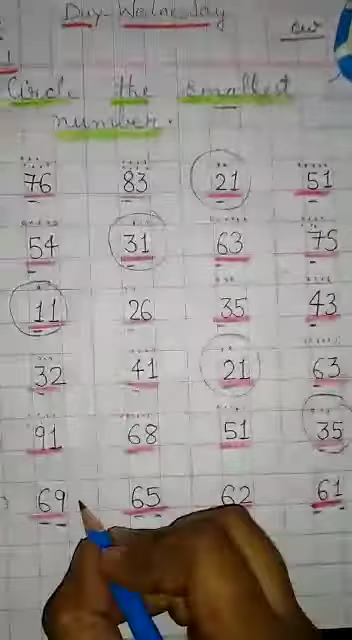 Day - Wednesday
CW
Circle the smallest
number.
76 83 21 51
54 31 63 75
11 26 35 43
32 41 21 63
91 68 51 35
69 65 62 61